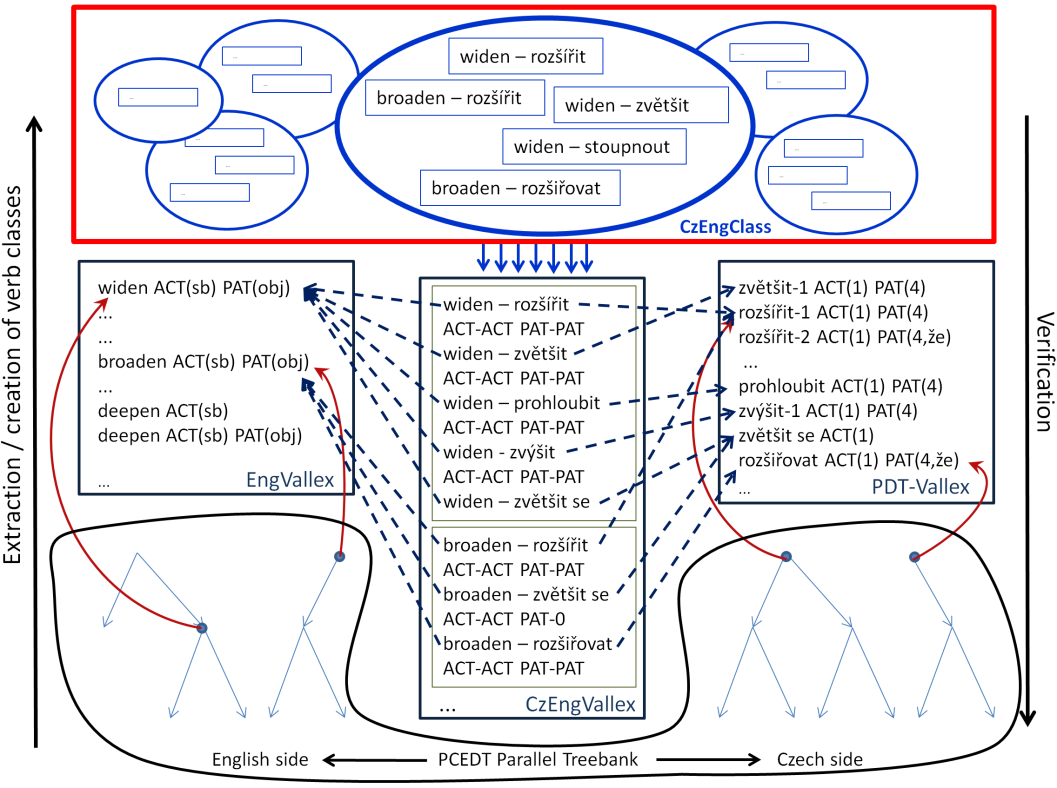 widen – rozšířit
broaden – rozšířit
widen – zvětšit
widen – stoupnout
broaden – rozšiřovat
...
...
...
...
...
...
...
...
...
...
...
CzEngClass
Extraction / creation of verb classes
Verification
widen ACT(sb) PAT(obj)
...
...
broaden ACT(sb) PAT(obj)
...
deepen ACT(sb)
deepen ACT(sb) PAT(obj)
EngVallex
...
widen – rozšířit
ACT-ACT PAT-PAT
widen – zvětšit
ACT-ACT PAT-PAT
widen – prohloubit
ACT-ACT PAT-PAT
widen - zvýšit
ACT-ACT PAT-PAT
widen – zvětšit se
broaden – rozšířit
ACT-ACT PAT-PAT
broaden – zvětšit se
ACT-ACT PAT-0
broaden – rozšiřovat
ACT-ACT PAT-PAT
... CzEngVallex
zvětšit-1 ACT(1) PAT(4)
rozšířit-1 ACT(1) PAT(4)
rozšířit-2 ACT(1) PAT(4,že)
...
prohloubit ACT(1) PAT(4)
zvýšit-1 ACT(1) PAT(4)
zvětšit se ACT(1)
rozšiřovat ACT(1) PAT(4,že)
... PDT-Vallex
English side PCEDT Parallel Treebank Czech side